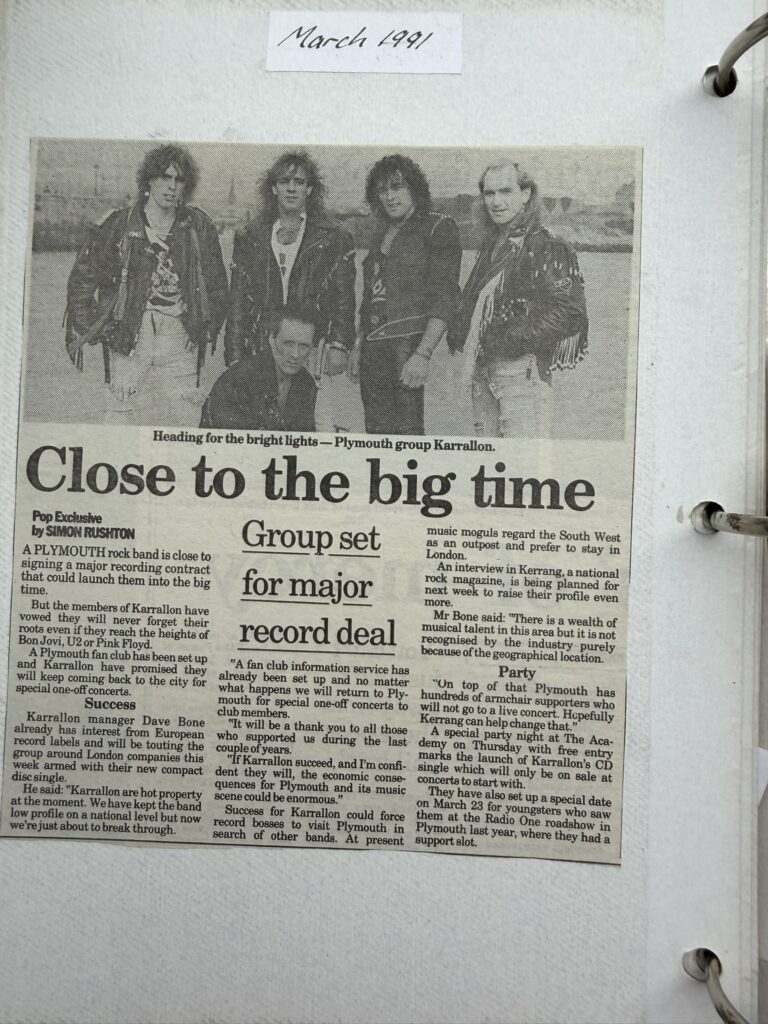 March 1991
Heading for the bright lights — Plymouth group Karrallon.
Close to the big time
Pop Exclusive
by SIMON RUSHTON
A PLYMOUTH rock band is close to
signing a major recording contract
that could launch them into the big
time.
But the members of Karrallon have
vowed they will never forget their
roots even if they reach the heights of
Bon Jovi, U2 or Pink Floyd.
A Plymouth fan club has been set up
and Karrallon have promised they
will keep coming back to the city for
special one-off concerts.
Success
Karrallon manager Dave Bone
already has interest from European
record labels and will be touting the
group around London companies this
week armed with their new compact
disc single.
He said: "Karrallon are hot property
at the moment. We have kept the band
low profile on a national level but now
we're just about to break through.
Group set
for major
record deal
"A fan club information service has
already been set up and no matter
what happens we will return to Ply-
mouth for special one-off concerts to
club members.
"It will be a thank you to all those
who supported us during the last
couple of years.
"If Karrallon succeed, and I'm confi-
dent they will, the economic conse-
quences for Plymouth and its music
scene could be enormous."
Success for Karrallon could force
record bosses to visit Plymouth in
search of other bands. At present
music moguls regard the South West
as an outpost and prefer to stay in
London.
An interview in Kerrang, a national
rock magazine, is being planned for
next week to raise their profile even
more.
Mr Bone said: "There is a wealth of
musical talent in this area but it is not
recognised by the industry purely
because of the geographical location.
Party
"On top of that Plymouth has
hundreds of armchair supporters who
will not go to a live concert. Hopefully
Kerrang can help change that."
A special party night at The Aca-
demy on Thursday with free entry
marks the launch of Karrallon's CD
single which will only be on sale at
concerts to start with.
They have also set up a special date
on March 23 for youngsters who saw
them at the Radio One roadshow in
Plymouth last year, where they had a
support slot.